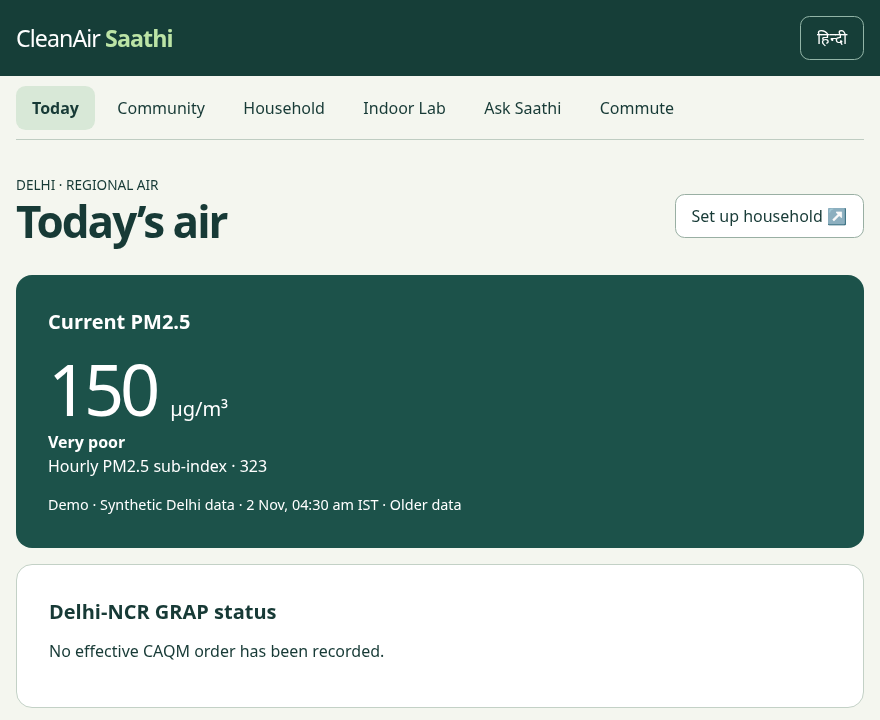 CleanAir Saathi
हिन्दी
Today
Community
Household
Indoor Lab
Ask Saathi
Commute
DELHI · REGIONAL AIR
Today’s air
Set up household ↗
Current PM2.5
150 µg/m³
Very poor
Hourly PM2.5 sub-index · 323
Demo · Synthetic Delhi data · 2 Nov, 04:30 am IST · Older data
Delhi-NCR GRAP status
No effective CAQM order has been recorded.